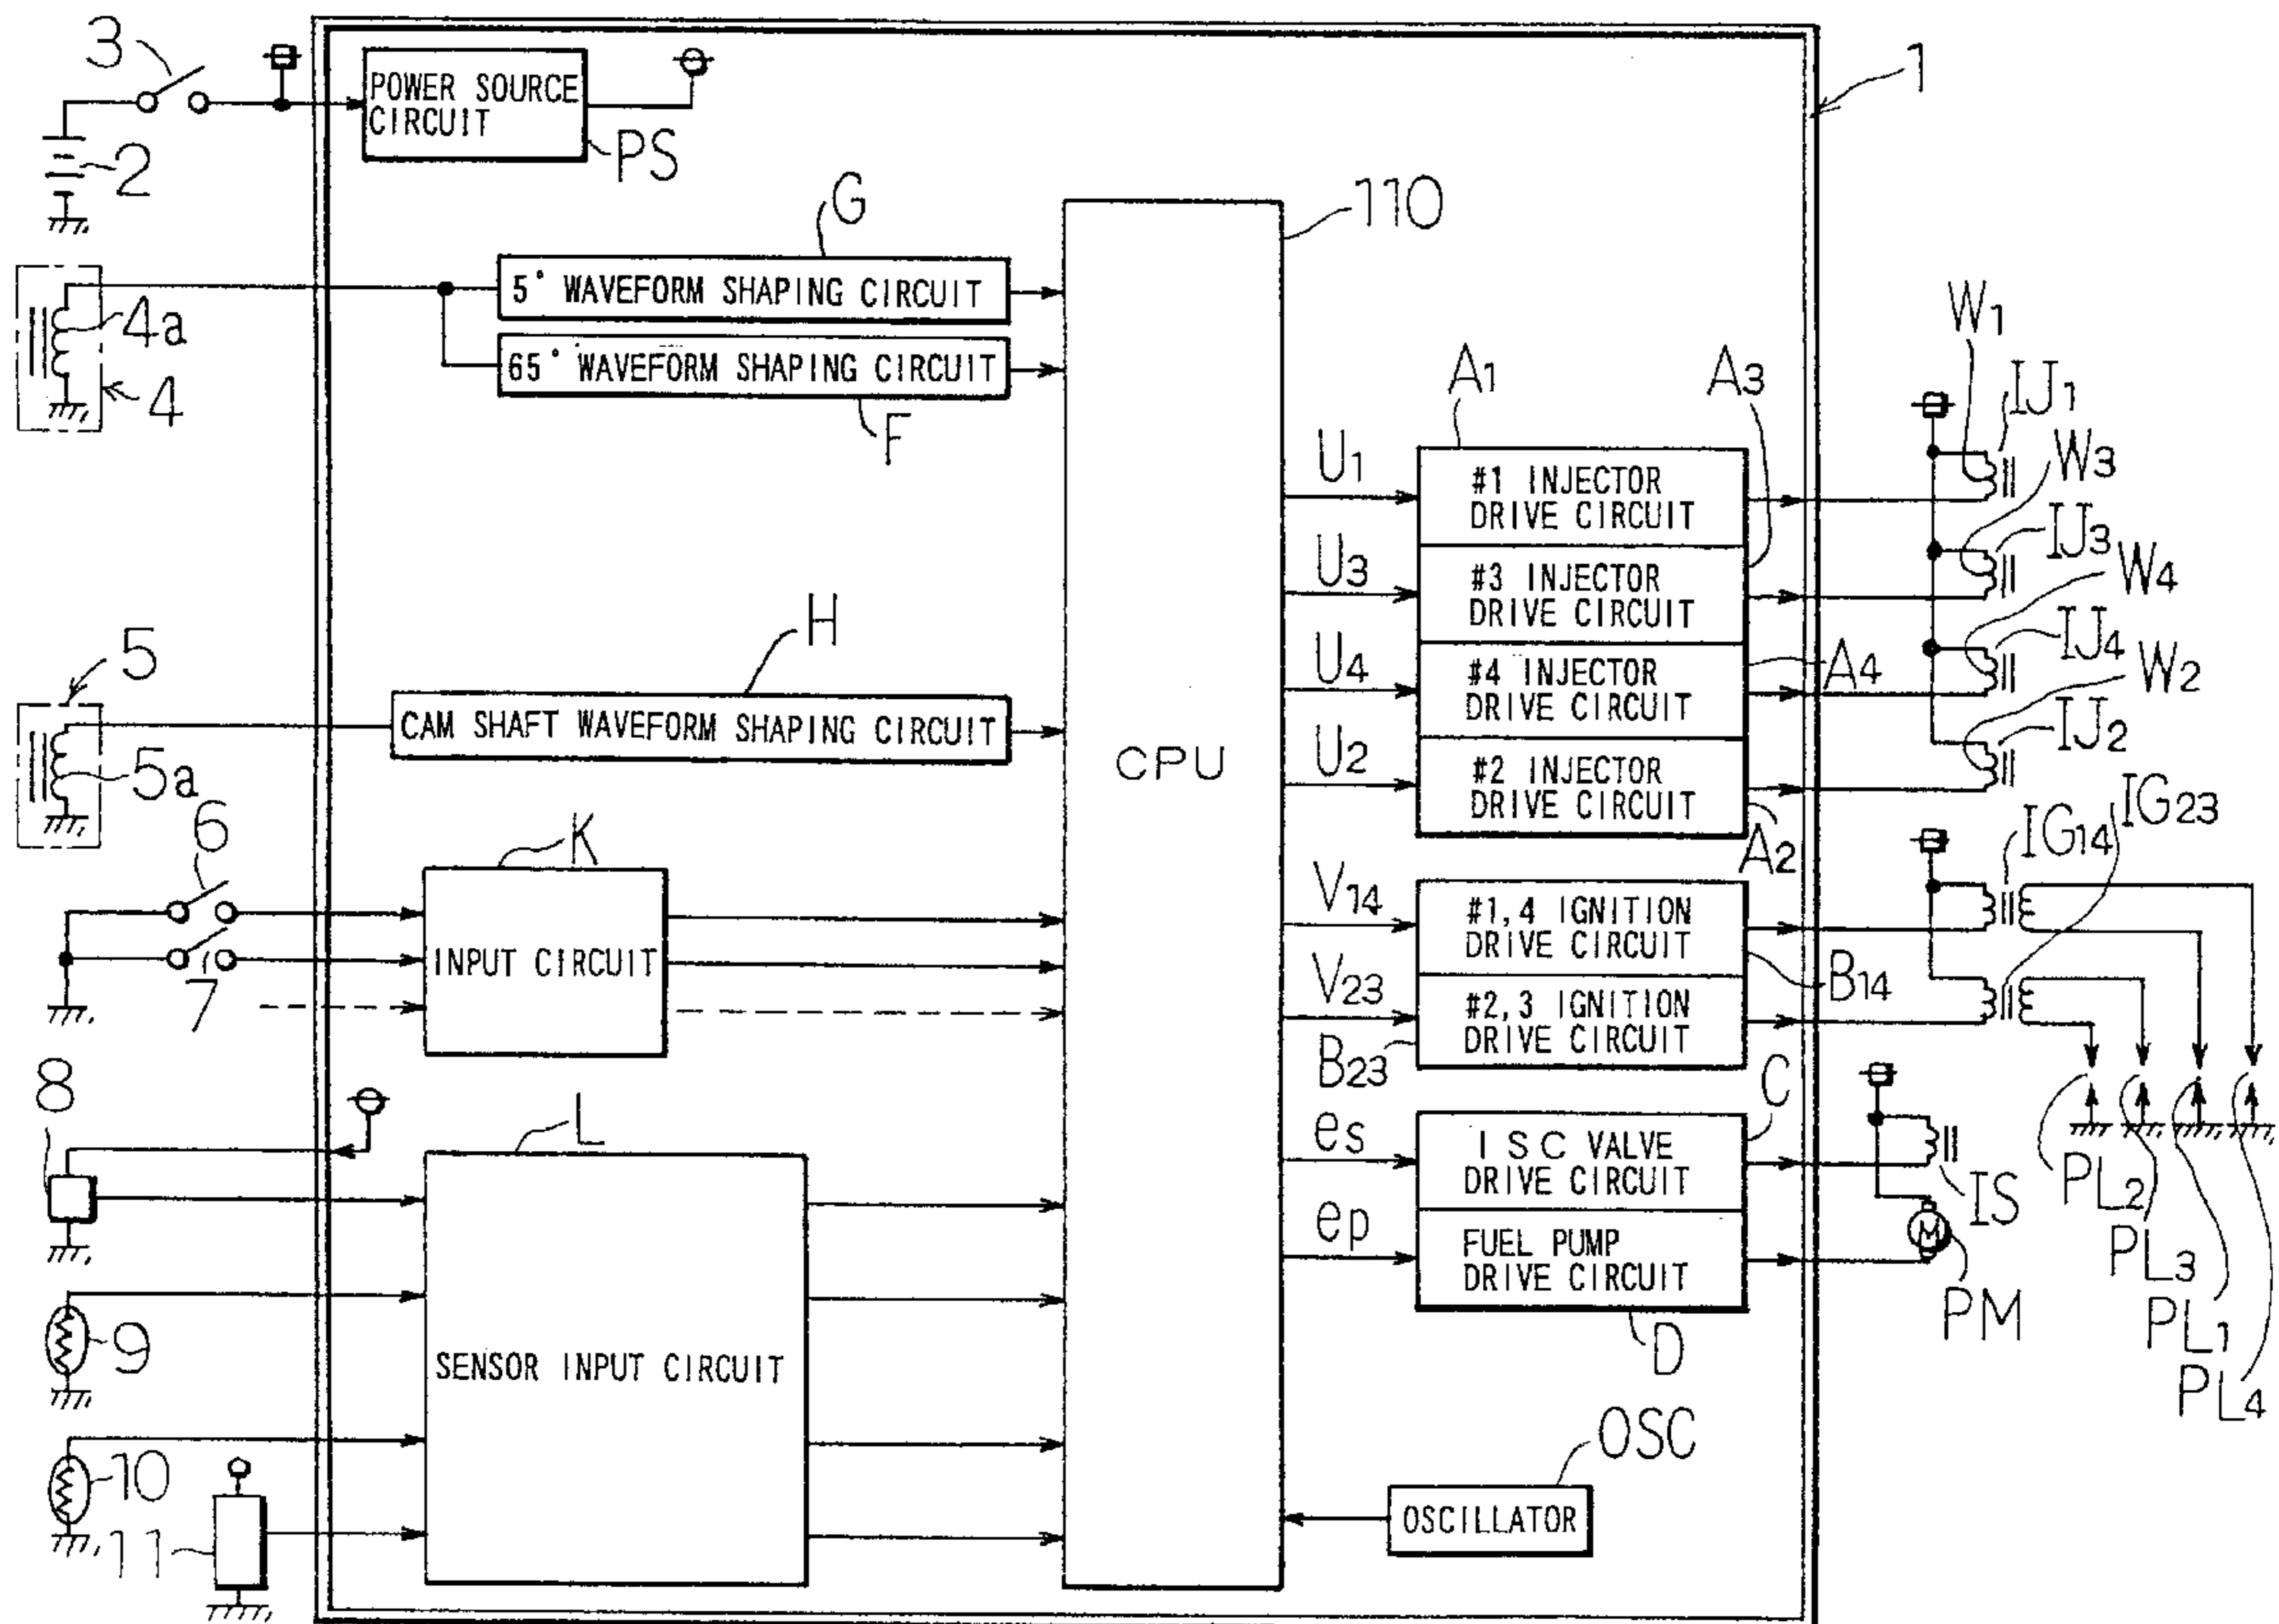 3
POWER SOURCE
CIRCUIT
PS
2
1
G
110
5° WAVEFORM SHAPING CIRCUIT
4a
4
65° WAVEFORM SHAPING CIRCUIT
F
H
5
CAM SHAFT WAVEFORM SHAPING CIRCUIT
5a
CPU
6
K
INPUT CIRCUIT
7
8
L
SENSOR INPUT CIRCUIT
9
10
11
U1
A1
#1 INJECTOR
DRIVE CIRCUIT
A3
U3
#3 INJECTOR
DRIVE CIRCUIT
U4
#4 INJECTOR
DRIVE CIRCUIT
A4
U2
#2 INJECTOR
DRIVE CIRCUIT
A2
W1
IJ1
W3
IJ3
W4
IJ4
W2
IJ2
IG23
IG14
V14
#1,4 IGNITION
DRIVE CIRCUIT
B14
V23
#2,3 IGNITION
DRIVE CIRCUIT
B23
C
es
ISC VALVE
DRIVE CIRCUIT
IS
ep
FUEL PUMP
DRIVE CIRCUIT
D
M
PM
PL2
PL3
PL1
PL4
OSC
OSCILLATOR